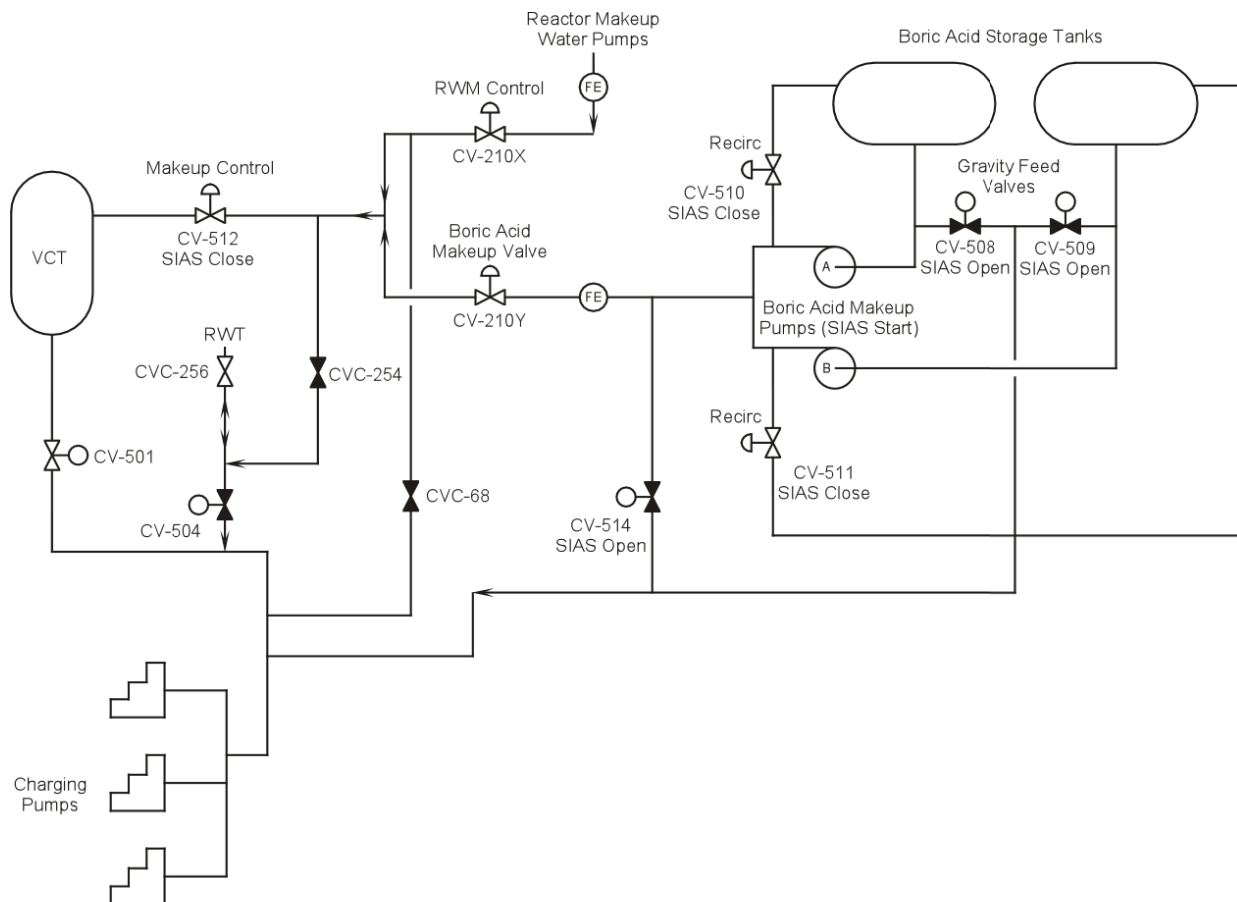 Reactor Makeup
Water Pumps
FE
RWM Control
CV-210X
Boric Acid Storage Tanks
Recirc
CV-510
SIAS Close
Gravity Feed
Valves
CV-508
SIAS Open
CV-509
SIAS Open
Makeup Control
CV-512
SIAS Close
VCT
Boric Acid
Makeup Valve
CV-210Y
FE
A
Boric Acid Makeup
Pumps (SIAS Start)
B
RWT
CVC-256
CVC-254
Recirc
CV-511
SIAS Close
CV-501
CV-504
CVC-68
CV-514
SIAS Open
Charging
Pumps